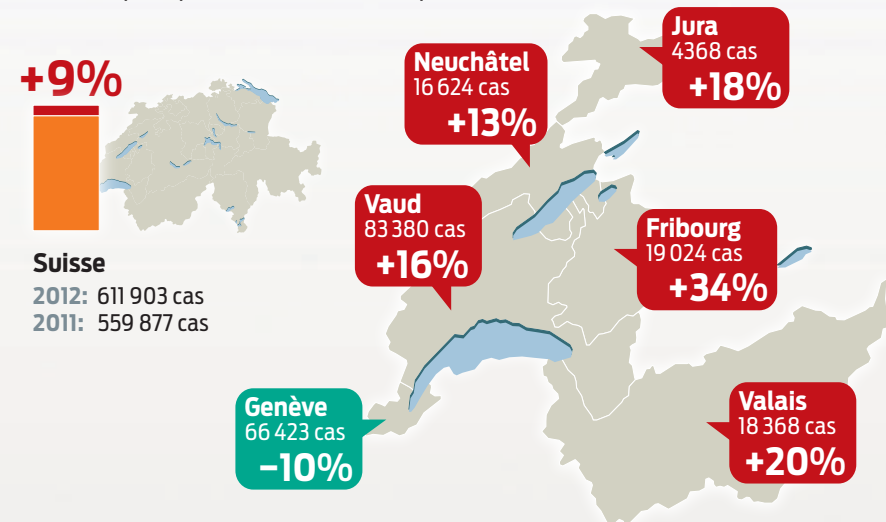 +9%
Suisse
2012: 611 903 cas
2011: 559 877 cas
Jura
4368 cas
+18%
Neuchâtel
16 624 cas
+13%
Vaud
83 380 cas
+16%
Fribourg
19 024 cas
+34%
Genève
66 423 cas
–10%
Valais
18 368 cas
+20%